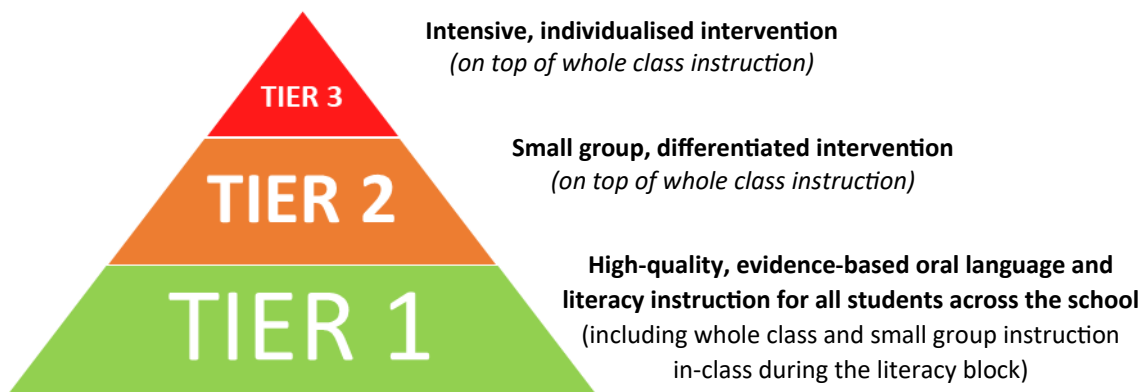 Intensive, individualised intervention
(on top of whole class instruction)
TIER 3
Small group, differentiated intervention
(on top of whole class instruction)
TIER 2
High-quality, evidence-based oral language and
literacy instruction for all students across the school
(including whole class and small group instruction
in-class during the literacy block)
TIER 1